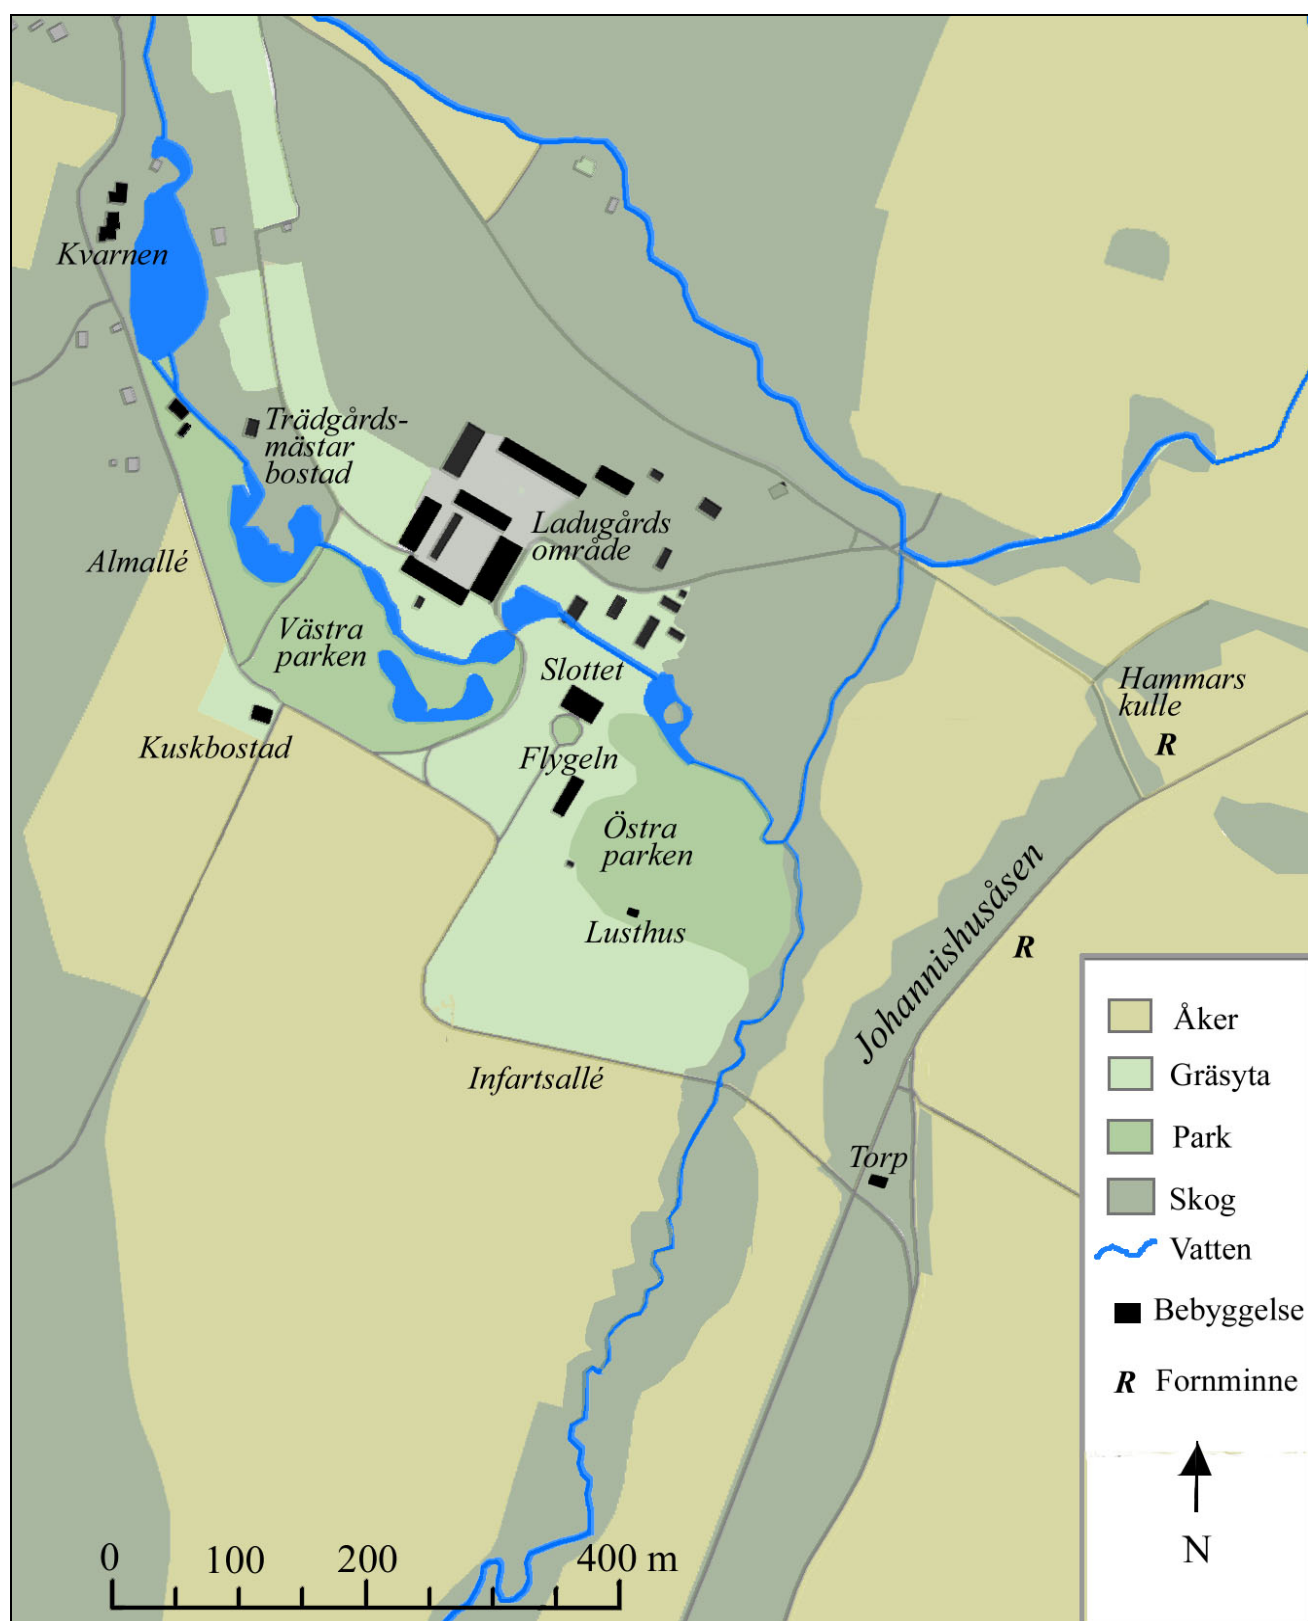 Kvarnen
Trädgårds-
mästar
bostad
Ladugårds
område
Almallé
Västra
parken
Slottet
Hammars
kulle
R
Kuskbostad
Flygeln
Östra
parken
Lusthus
Johannishusåsen
R
Infartsallé
Torp
Åker
Gräsyta
Park
Skog
Vatten
Bebyggelse
R Fornminne
N
0 100 200 400 m